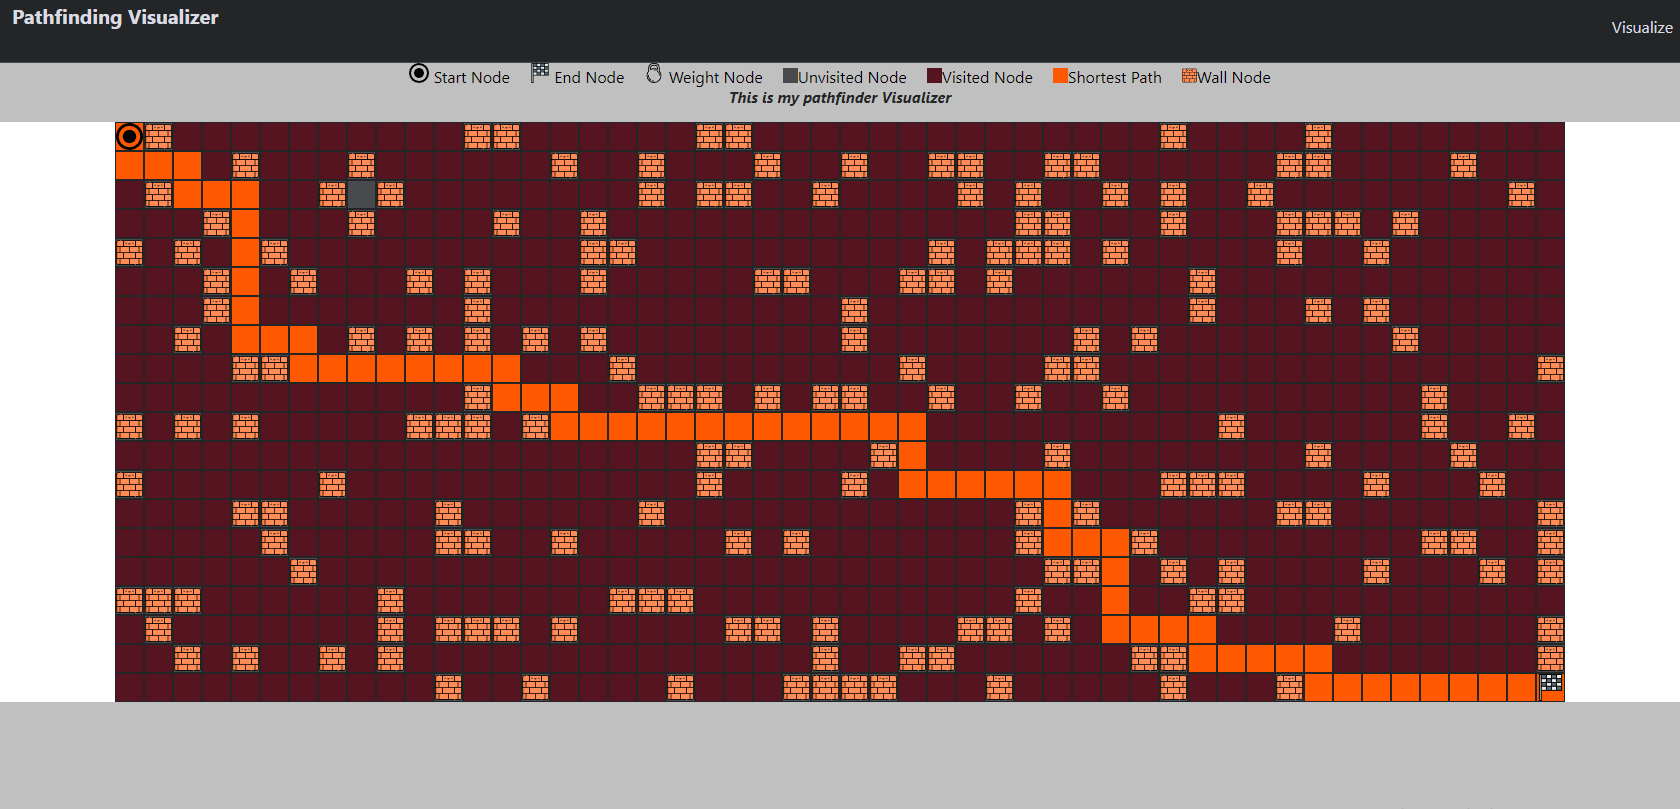 Pathfinding Visualizer
Visualize
Start Node End Node Weight Node Unvisited Node Visited Node Shortest Path Wall Node
This is my pathfinder Visualizer